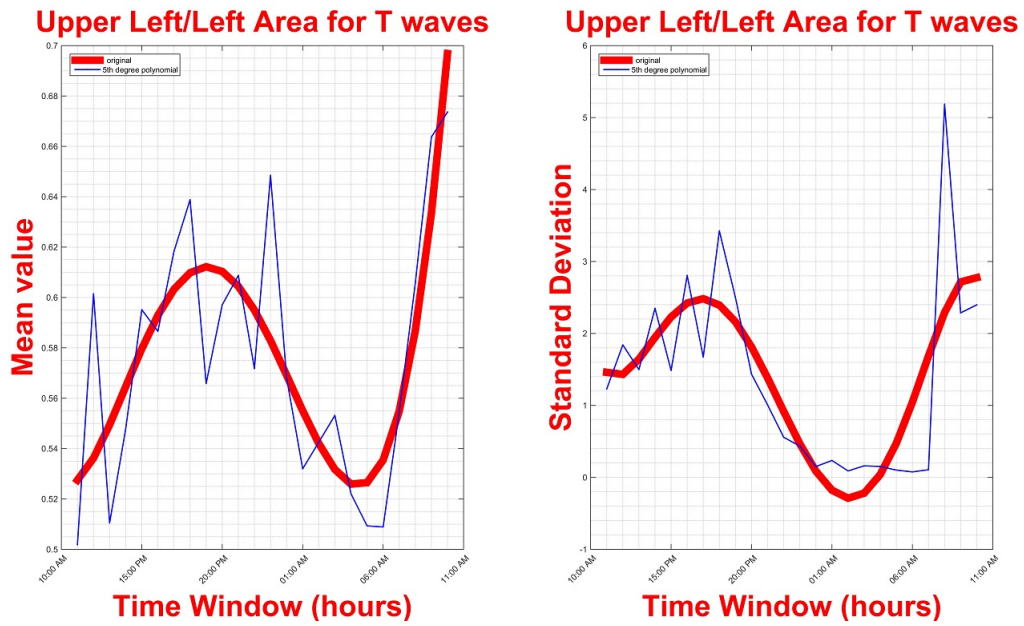 Upper Left/Left Area for T waves
original
5th degree polynomial
Mean value
0.7
0.68
0.66
0.64
0.62
0.6
0.58
0.56
0.54
0.52
0.5
10:00 AM
15:00 PM
20:00 PM
01:00 AM
06:00 AM
11:00 AM
Time Window (hours)
Upper Left/Left Area for T waves
original
5th degree polynomial
Standard Deviation
6
5
4
3
2
1
0
-1
10:00 AM
15:00 PM
20:00 PM
01:00 AM
06:00 AM
11:00 AM
Time Window (hours)